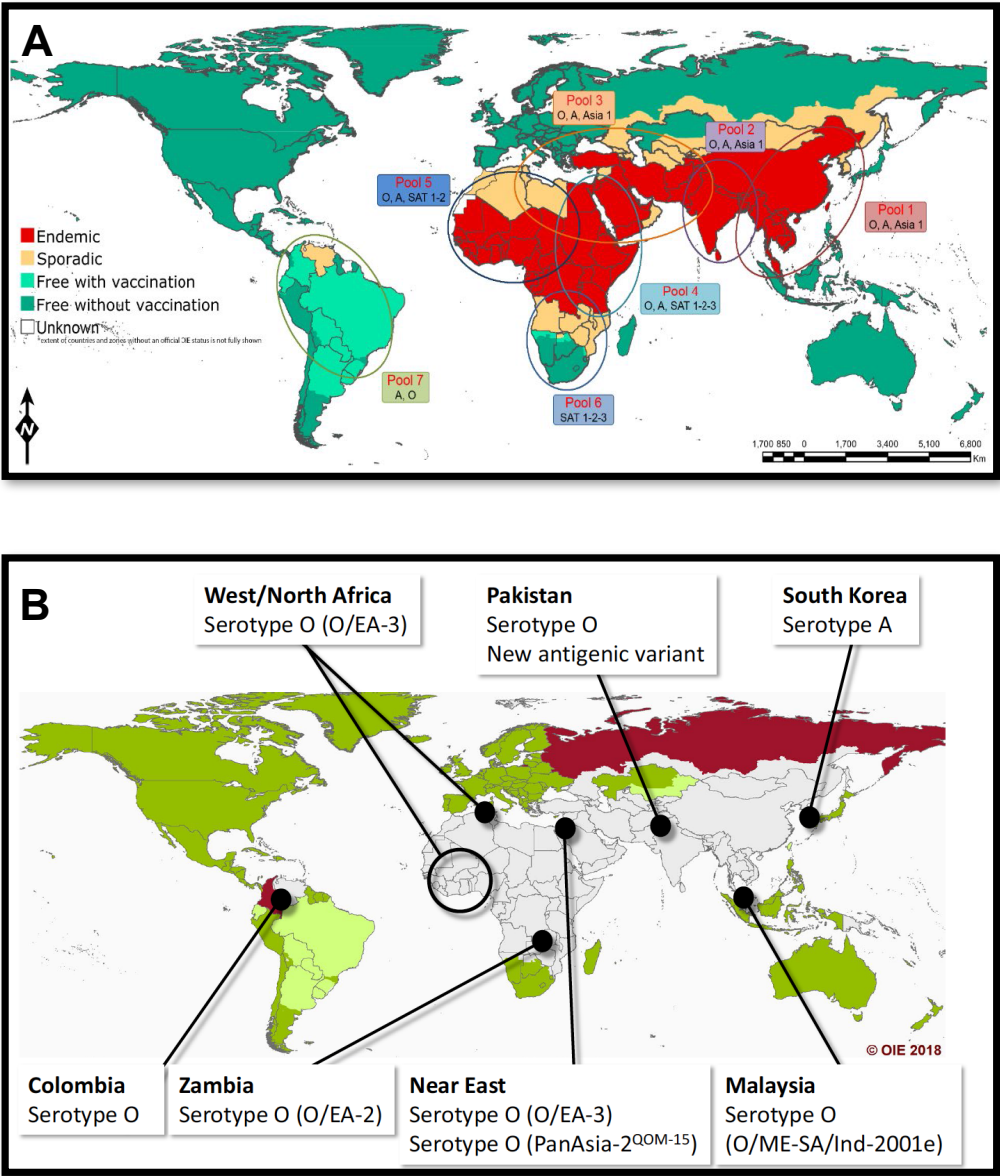 A
Pool 3
O, A, Asia 1
Pool 2
O, A, Asia 1
Pool 5
O, A, SAT 1-2
Pool 1
O, A, Asia 1
Endemic
Sporadic
Free with vaccination
Free without vaccination
Unknown
*extent of countries and zones without an official OIE status is not fully shown
Pool 4
O, A, SAT 1-2-3
Pool 7
A, O
Pool 6
SAT 1-2-3
N
1,700 850 0 1,700 3,400 5,100 6,800
Km
B
West/North Africa
Serotype O (O/EA-3)
Pakistan
Serotype O
New antigenic variant
South Korea
Serotype A
© OIE 2018
Colombia
Serotype O
Zambia
Serotype O (O/EA-2)
Near East
Serotype O (O/EA-3)
Serotype O (PanAsia-2QOM-15)
Malaysia
Serotype O
(O/ME-SA/Ind-2001e)